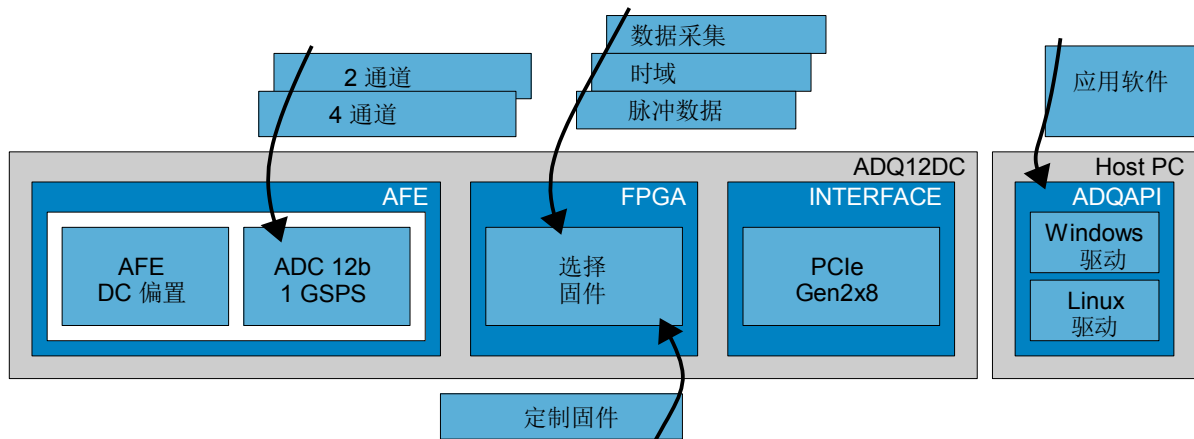 2 通道
4 通道
数据采集
时域
脉冲数据
应用软件
ADQ12DC
Host PC
AFE
FPGA
INTERFACE
ADQAPI
AFE
DC 偏置
ADC 12b
1 GSPS
选择
固件
PCIe
Gen2x8
Windows
驱动
Linux
驱动
定制固件